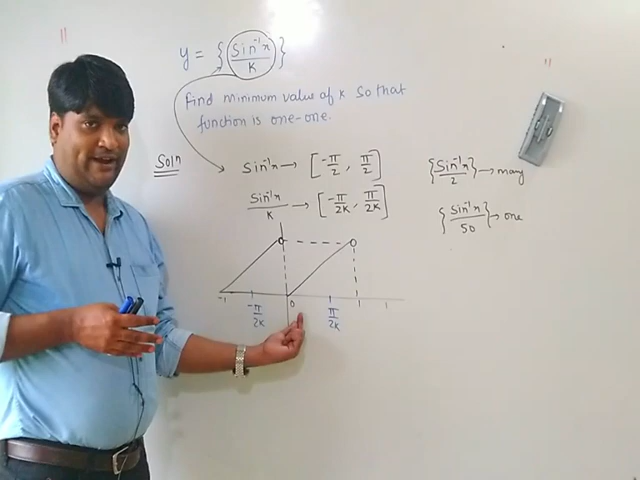 y = { sin⁻¹x / K }
Find minimum value of K so that
function is one-one.
Soln
Sin⁻¹x → [-π/2, π/2]
{Sin⁻¹x / 2} → many
Sin⁻¹x / K → [-π/2K, π/2K]
{Sin⁻¹x / 50} → one
-1 -π/2K 0 π/2K 1 1